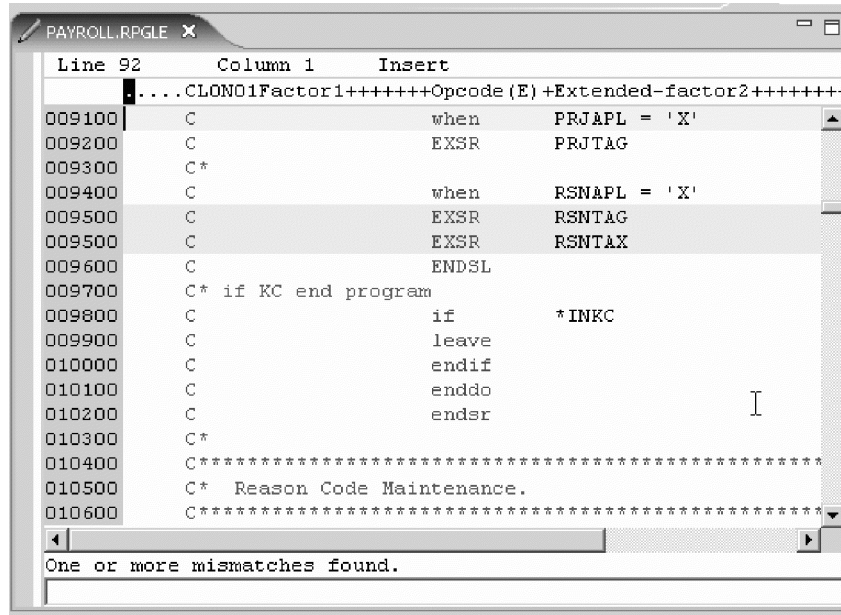 PAYROLL.RPGLE
Line 92 Column 1 Insert
.....CLON01Factor1+++++++Opcode(E)+Extended-factor2++++++++
009100 C when PRJAPL = 'X'
009200 C EXSR PRJTAG
009300 C*
009400 C when RSNAPL = 'X'
009500 C EXSR RSNTAG
009500 C EXSR RSNTAX
009600 C ENDSL
009700 C* if KC end program
009800 C if *INKC
009900 C leave
010000 C endif
010100 C enddo
010200 C endsr
010300 C*
010400 C***************************************************
010500 C* Reason Code Maintenance.
010600 C***************************************************
One or more mismatches found.